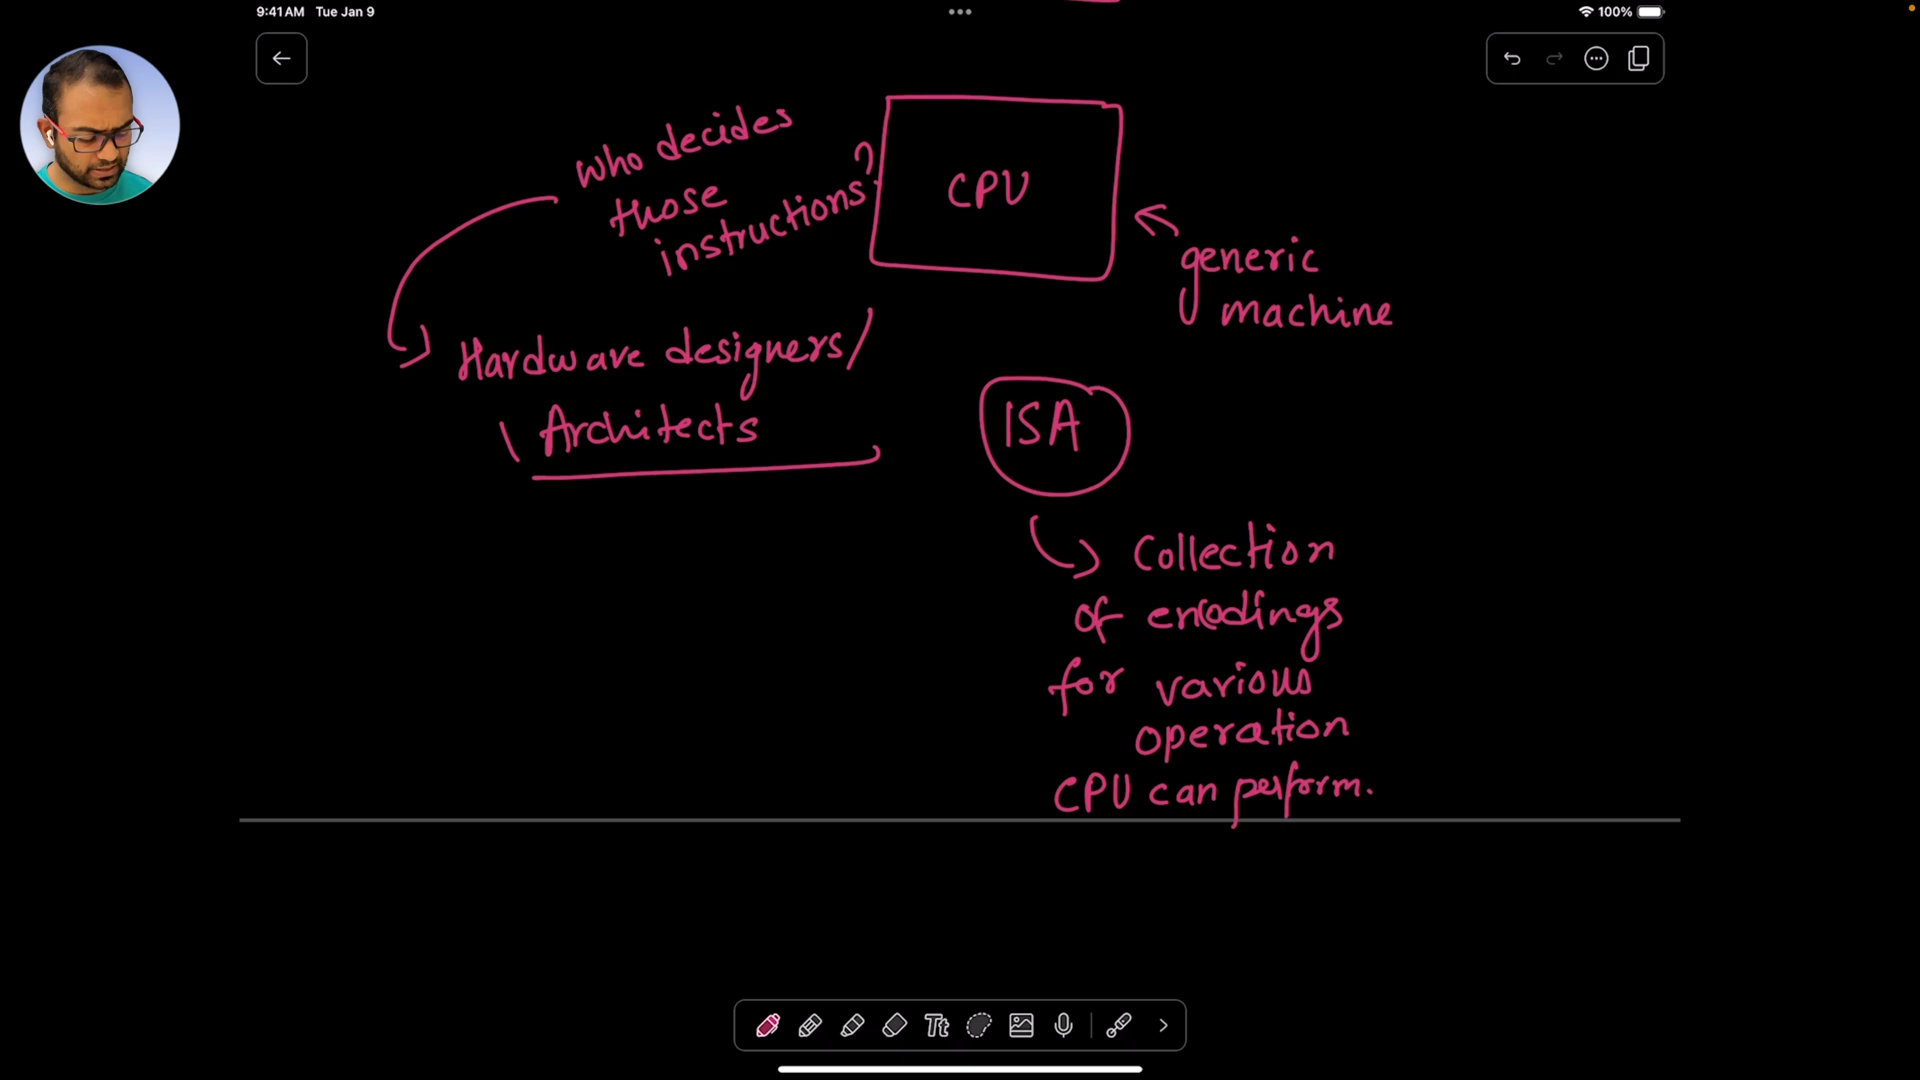 9:41 AM Tue Jan 9
100%
who decides
those
instructions?
CPU
generic
machine
Hardware designers/
Architects
ISA
Collection
of encodings
for various
operation
CPU can perform.
Tt